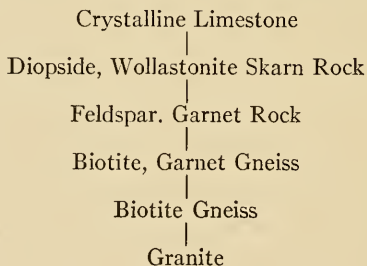 Crystalline Limestone
Diopside, Wollastonite Skarn Rock
Feldspar. Garnet Rock
Biotite, Garnet Gneiss
Biotite Gneiss
Granite